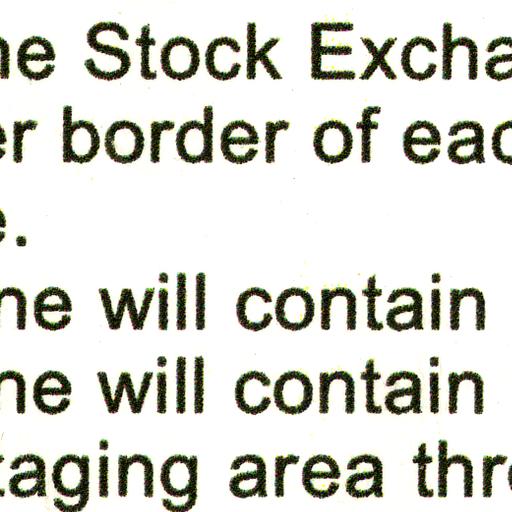 ne Stock Excha
er border of eac
e.
ne will contain
ne will contain
taging area thr